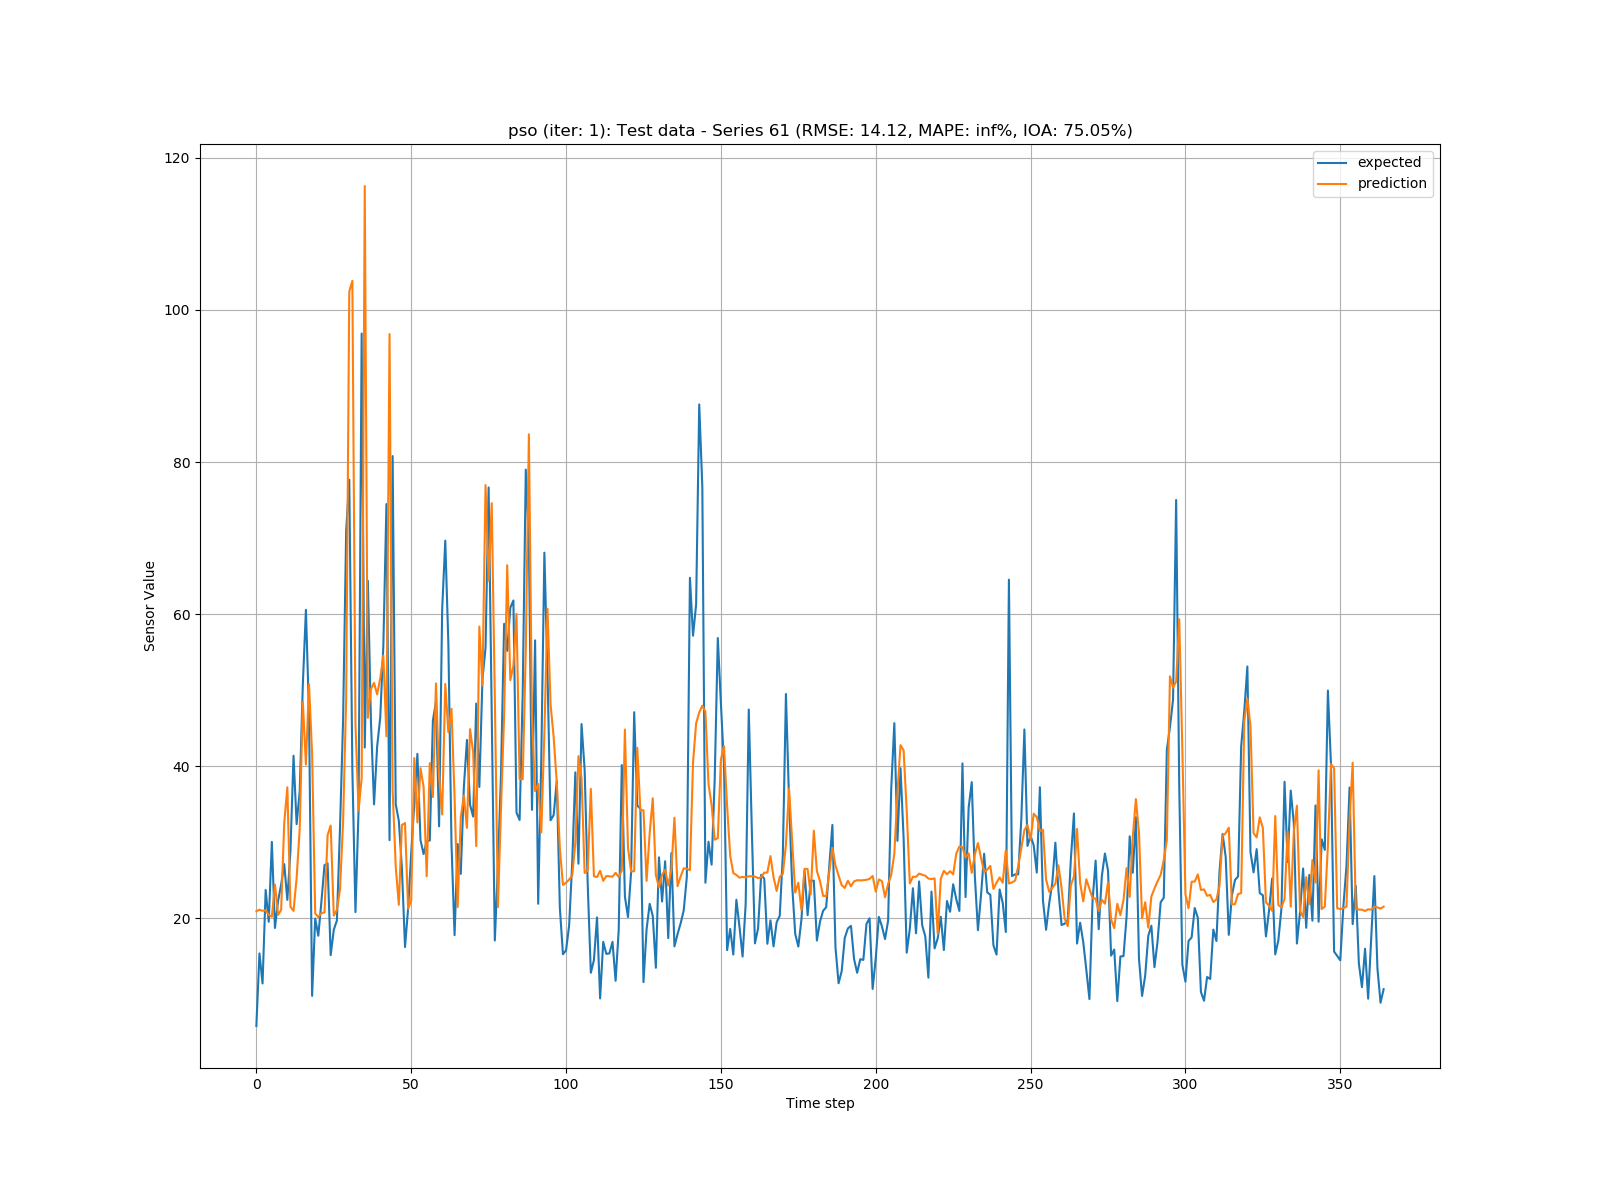 pso (iter: 1): Test data - Series 61 (RMSE: 14.12, MAPE: inf%, IOA: 75.05%)
expected
prediction
120
100
80
60
40
20
Sensor Value
0 50 100 150 200 250 300 350
Time step